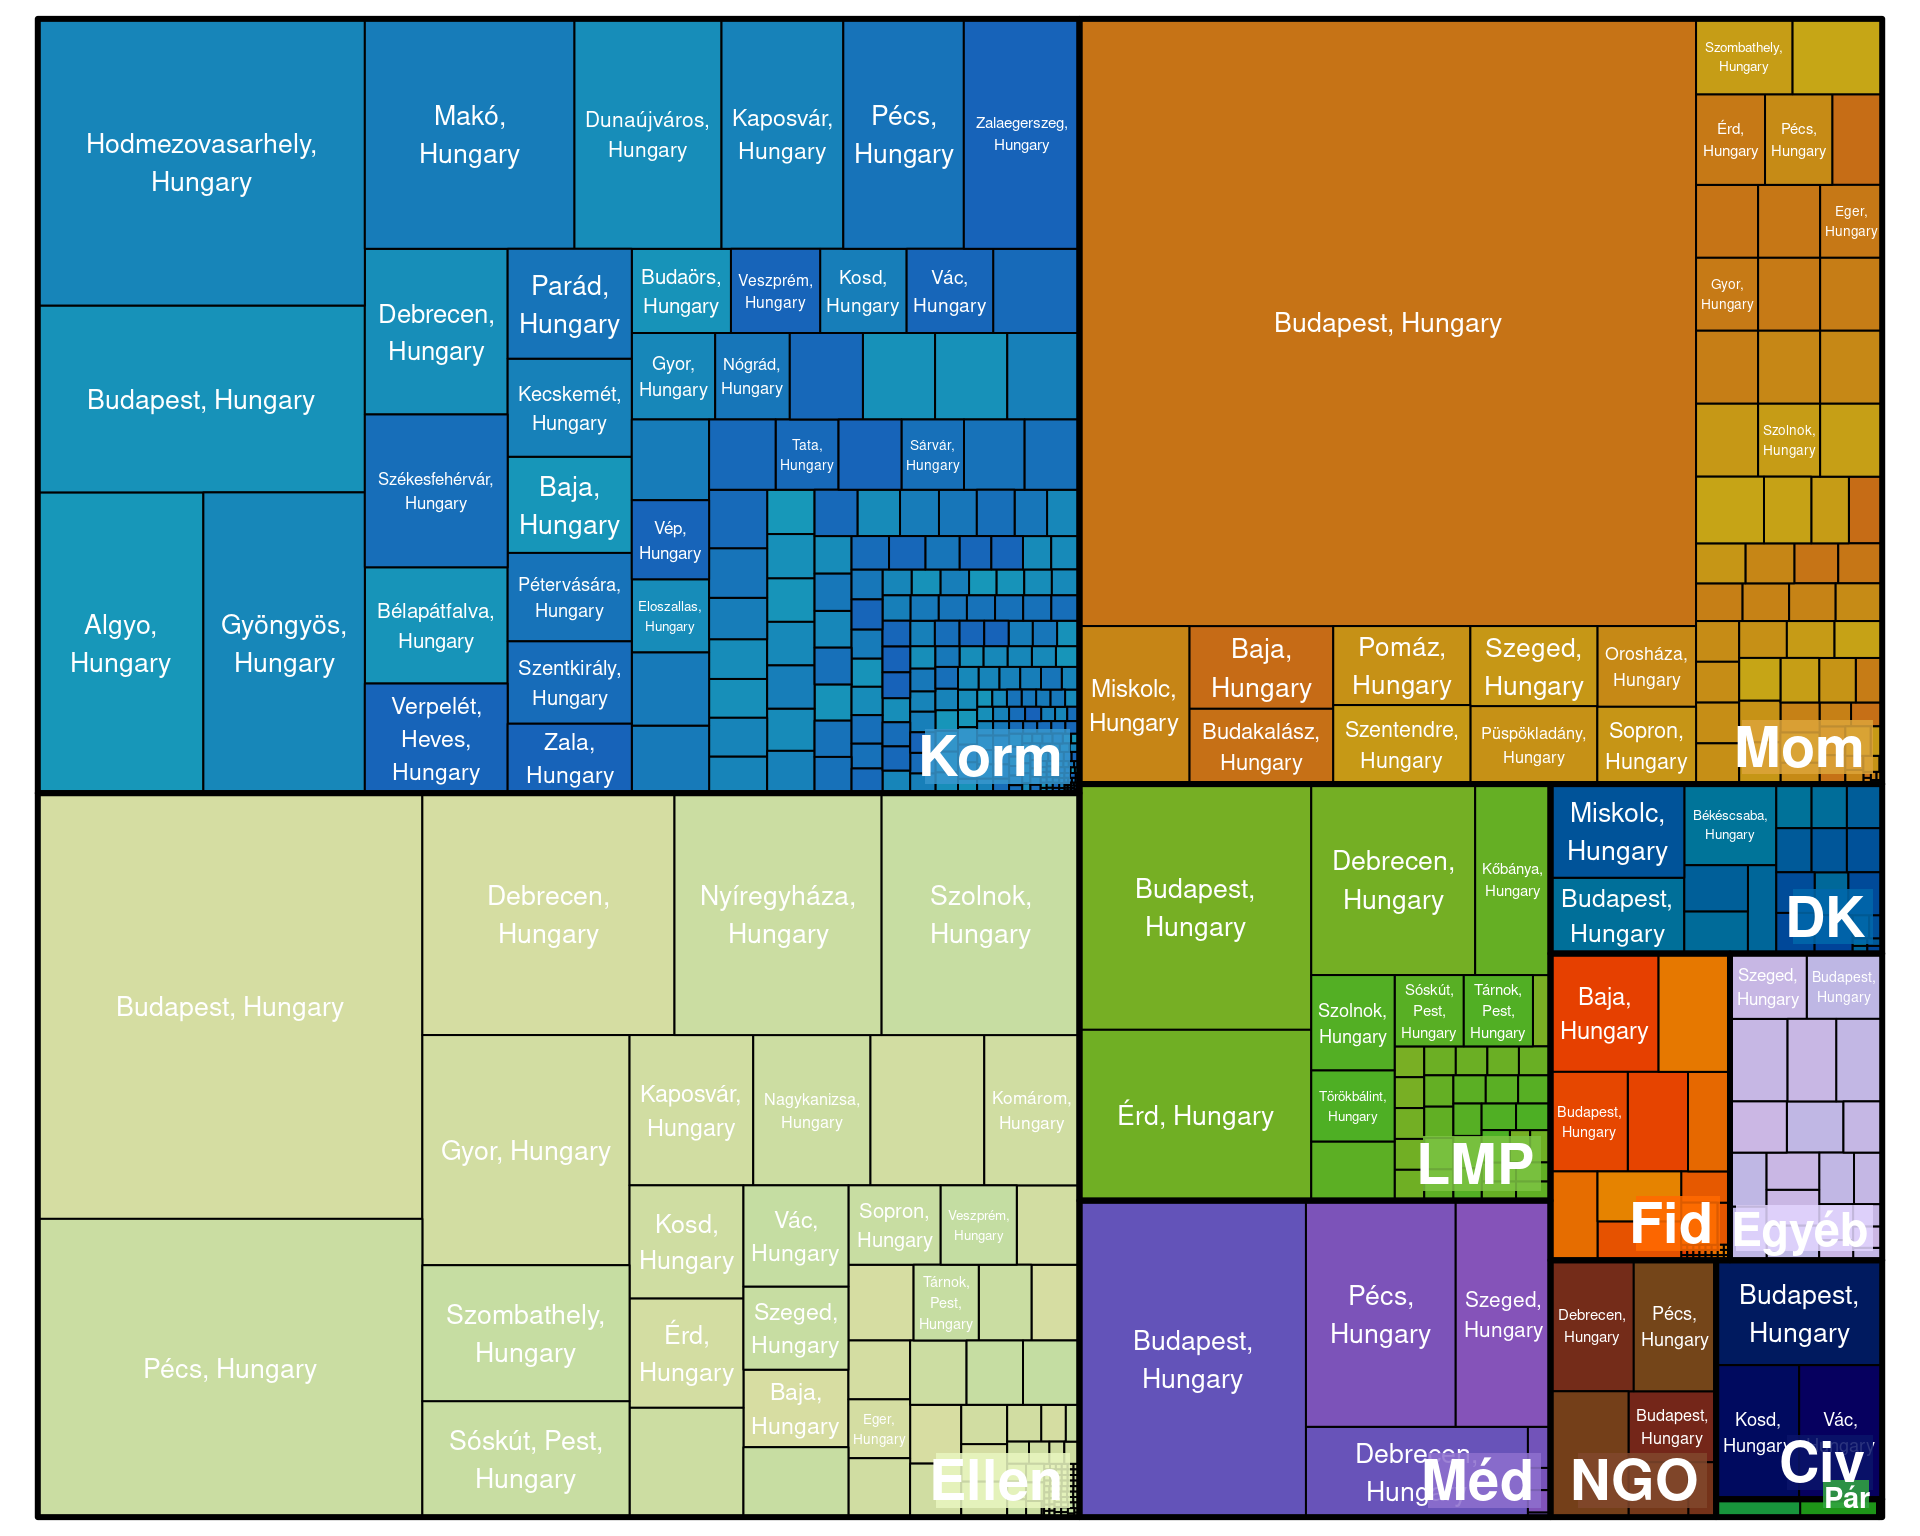 Hodmezovasarhely,
Hungary
Budapest, Hungary
Algyo,
Hungary
Gyöngyös,
Hungary
Makó,
Hungary
Dunaújváros,
Hungary
Kaposvár,
Hungary
Pécs,
Hungary
Zalaegerszeg,
Hungary
Debrecen,
Hungary
Székesfehérvár,
Hungary
Bélapátfalva,
Hungary
Verpelét,
Heves,
Hungary
Parád,
Hungary
Kecskemét,
Hungary
Baja,
Hungary
Pétervására,
Hungary
Szentkirály,
Hungary
Zala,
Hungary
Budaörs,
Hungary
Veszprém,
Hungary
Kosd,
Hungary
Vác,
Hungary
Gyor,
Hungary
Nógrád,
Hungary
Tata,
Hungary
Sárvár,
Hungary
Vép,
Hungary
Eloszallas,
Hungary
Korm
Budapest, Hungary
Miskolc,
Hungary
Baja,
Hungary
Budakalász,
Hungary
Pomáz,
Hungary
Szentendre,
Hungary
Szeged,
Hungary
Püspökladány,
Hungary
Orosháza,
Hungary
Sopron,
Hungary
Szombathely,
Hungary
Érd,
Hungary
Pécs,
Hungary
Eger,
Hungary
Gyor,
Hungary
Szolnok,
Hungary
Mom
Budapest, Hungary
Pécs, Hungary
Debrecen,
Hungary
Nyíregyháza,
Hungary
Szolnok,
Hungary
Gyor, Hungary
Szombathely,
Hungary
Sóskút, Pest,
Hungary
Kaposvár,
Hungary
Nagykanizsa,
Hungary
Komárom,
Hungary
Kosd,
Hungary
Érd,
Hungary
Vác,
Hungary
Szeged,
Hungary
Baja,
Hungary
Sopron,
Hungary
Veszprém,
Hungary
Tárnok,
Pest,
Hungary
Eger,
Hungary
Ellen
Budapest,
Hungary
Érd, Hungary
Debrecen,
Hungary
Kőbánya,
Hungary
Szolnok,
Hungary
Sóskút,
Pest,
Hungary
Tárnok,
Pest,
Hungary
Törökbálint,
Hungary
LMP
Budapest,
Hungary
Pécs,
Hungary
Szeged,
Hungary
Debrecen,
Hungary
Méd
Miskolc,
Hungary
Budapest,
Hungary
Békéscsaba,
Hungary
DK
Baja,
Hungary
Budapest,
Hungary
Fid
Szeged,
Hungary
Budapest,
Hungary
Egyéb
Debrecen,
Hungary
Pécs,
Hungary
Budapest,
Hungary
NGO
Budapest,
Hungary
Kosd,
Hungary
Vác,
Hungary
Civ
Pár